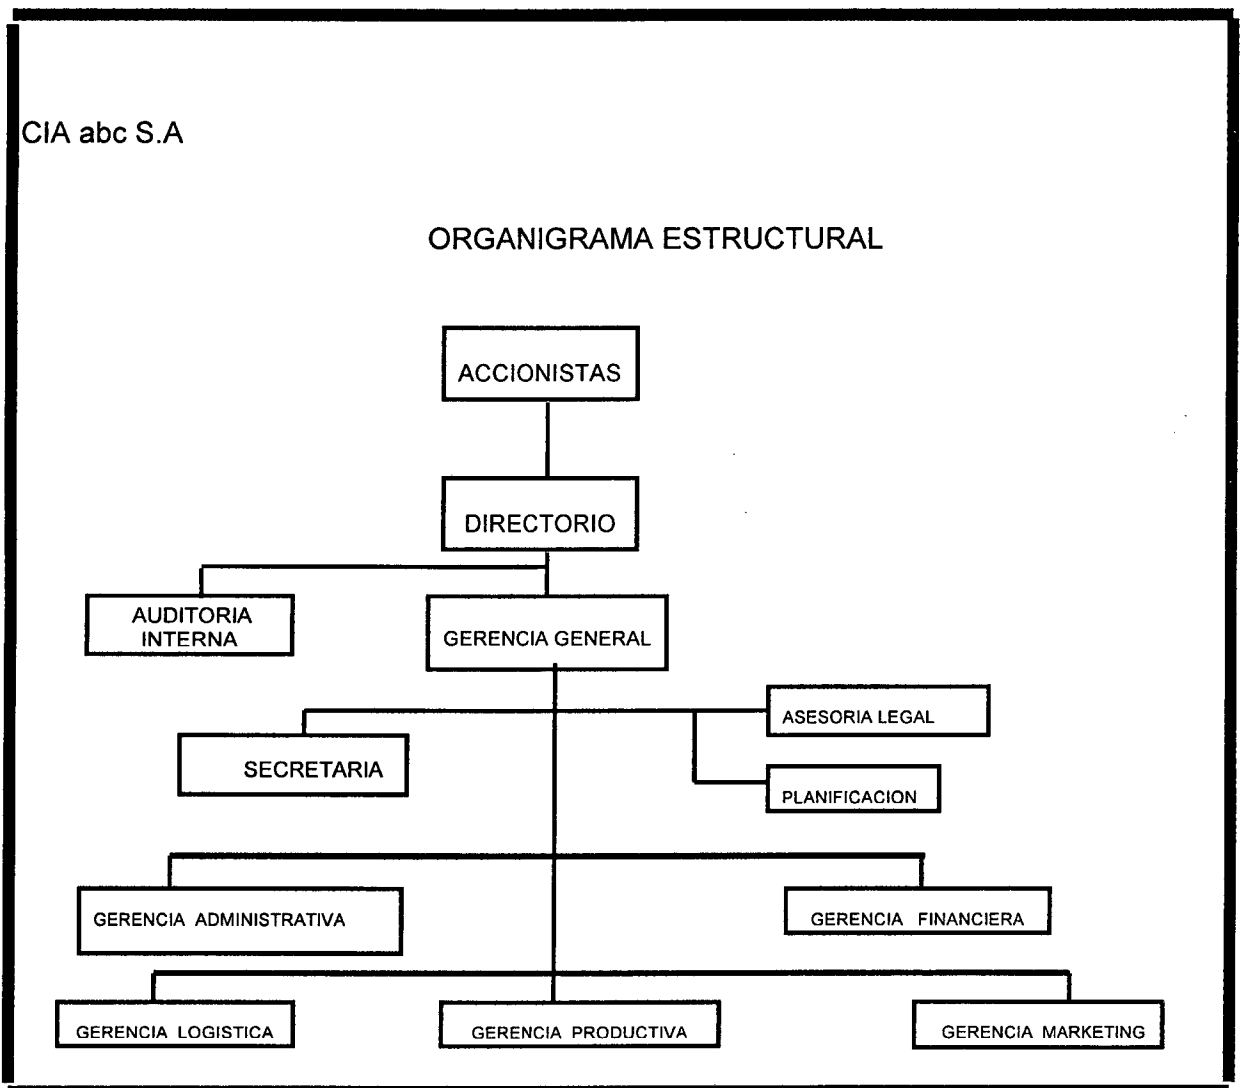 CIA abc S.A
ORGANIGRAMA ESTRUCTURAL
ACCIONISTAS
DIRECTORIO
AUDITORIA
INTERNA
GERENCIA GENERAL
ASESORIA LEGAL
SECRETARIA
PLANIFICACION
GERENCIA ADMINISTRATIVA
GERENCIA FINANCIERA
GERENCIA LOGISTICA
GERENCIA PRODUCTIVA
GERENCIA MARKETING